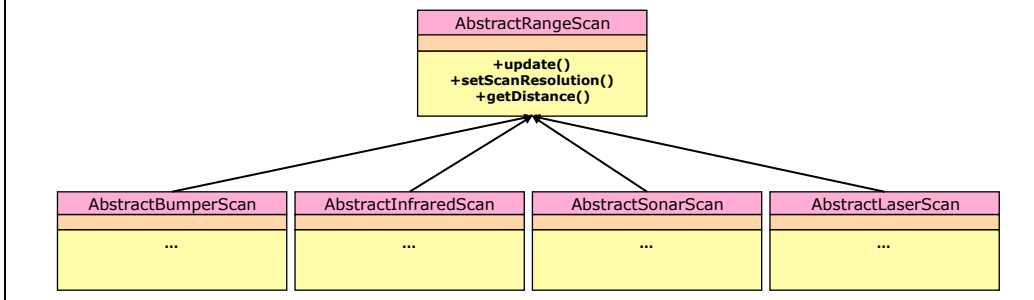 AbstractRangeScan
+update()
+setScanResolution()
+getDistance()
AbstractBumperScan
...
AbstractInfraredScan
...
AbstractSonarScan
...
AbstractLaserScan
...